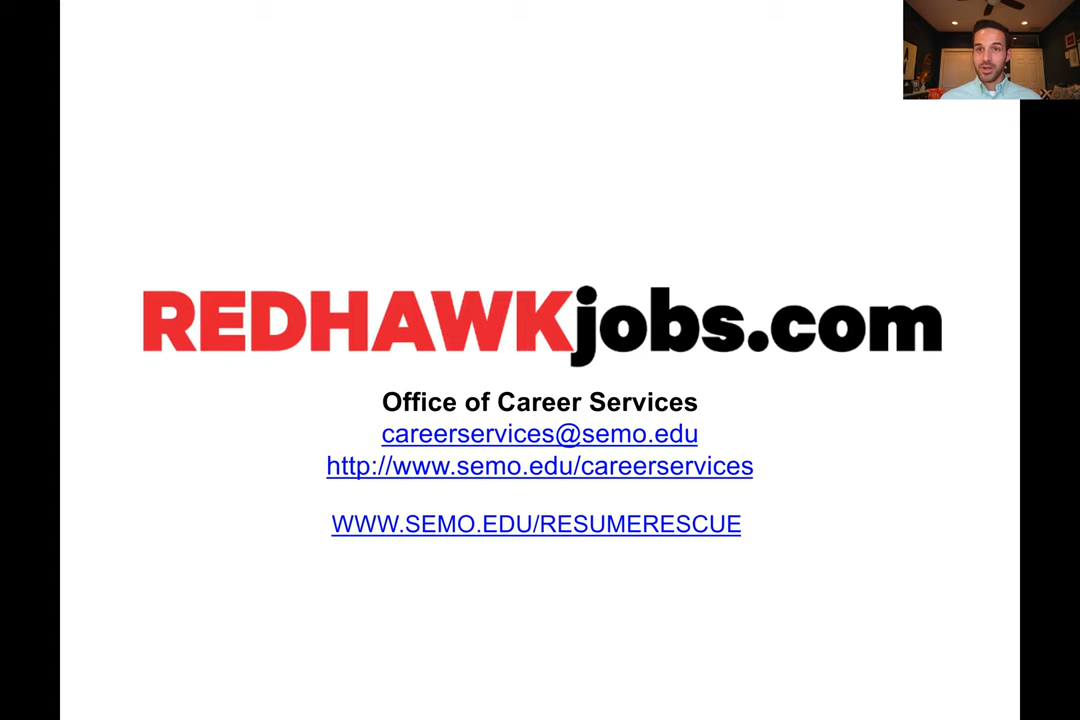 REDHAWKjobs.com
Office of Career Services
careerservices@semo.edu
http://www.semo.edu/careerservices
WWW.SEMO.EDU/RESUMERESCUE